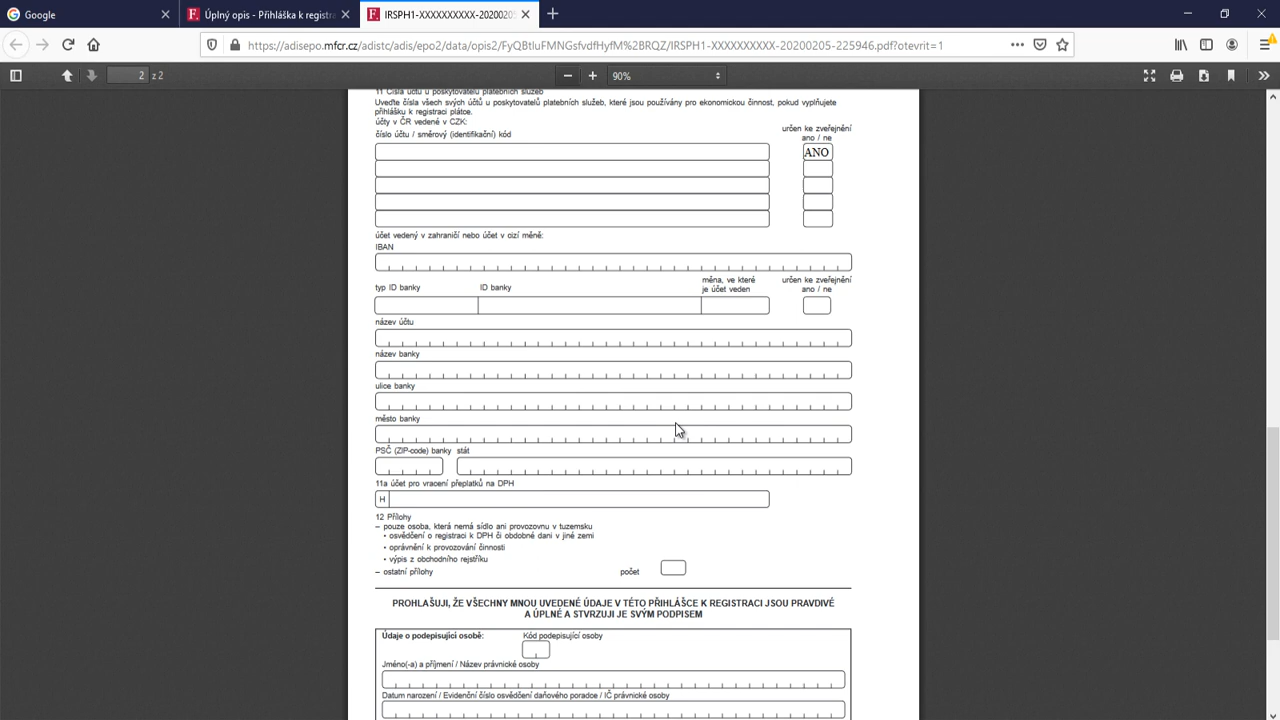 Google
Úplný opis - Přihláška k registra
IRSPH1-XXXXXXXXXX-20200205
https://adisepo.mfcr.cz/adistc/adis/epo2/data/opis2/FyQBtluFMNGsfvdfHyfM%2BRQZ/IRSPH1-XXXXXXXXXX-20200205-225946.pdf?otevrit=1
2 z 2
90%
11 Čísla účtů u poskytovatelů platebních služeb
Uveďte čísla všech svých účtů u poskytovatelů platebních služeb, které jsou používány pro ekonomickou činnost, pokud vyplňujete
přihlášku k registraci plátce.
účty v ČR vedené v CZK:
číslo účtu / směrový (identifikační) kód
určen ke zveřejnění
ano / ne
ANO
účet vedený v zahraničí nebo účet v cizí měně:
IBAN
typ ID banky
ID banky
měna, ve které
je účet veden
určen ke zveřejnění
ano / ne
název účtu
název banky
ulice banky
město banky
PSČ (ZIP-code) banky stát
11a účet pro vracení přeplatků na DPH
H
12 Přílohy
– pouze osoba, která nemá sídlo ani provozovnu v tuzemsku
• osvědčení o registraci k DPH či obdobné dani v jiné zemi
• oprávnění k provozování činnosti
• výpis z obchodního rejstříku
– ostatní přílohy
počet
PROHLAŠUJI, ŽE VŠECHNY MNOU UVEDENÉ ÚDAJE V TÉTO PŘIHLÁŠCE K REGISTRACI JSOU PRAVDIVÉ
A ÚPLNÉ A STVRZUJI JE SVÝM PODPISEM
Údaje o podepisující osobě:
Kód podepisující osoby
Jméno(-a) a příjmení / Název právnické osoby
Datum narození / Evidenční číslo osvědčení daňového poradce / IČ právnické osoby